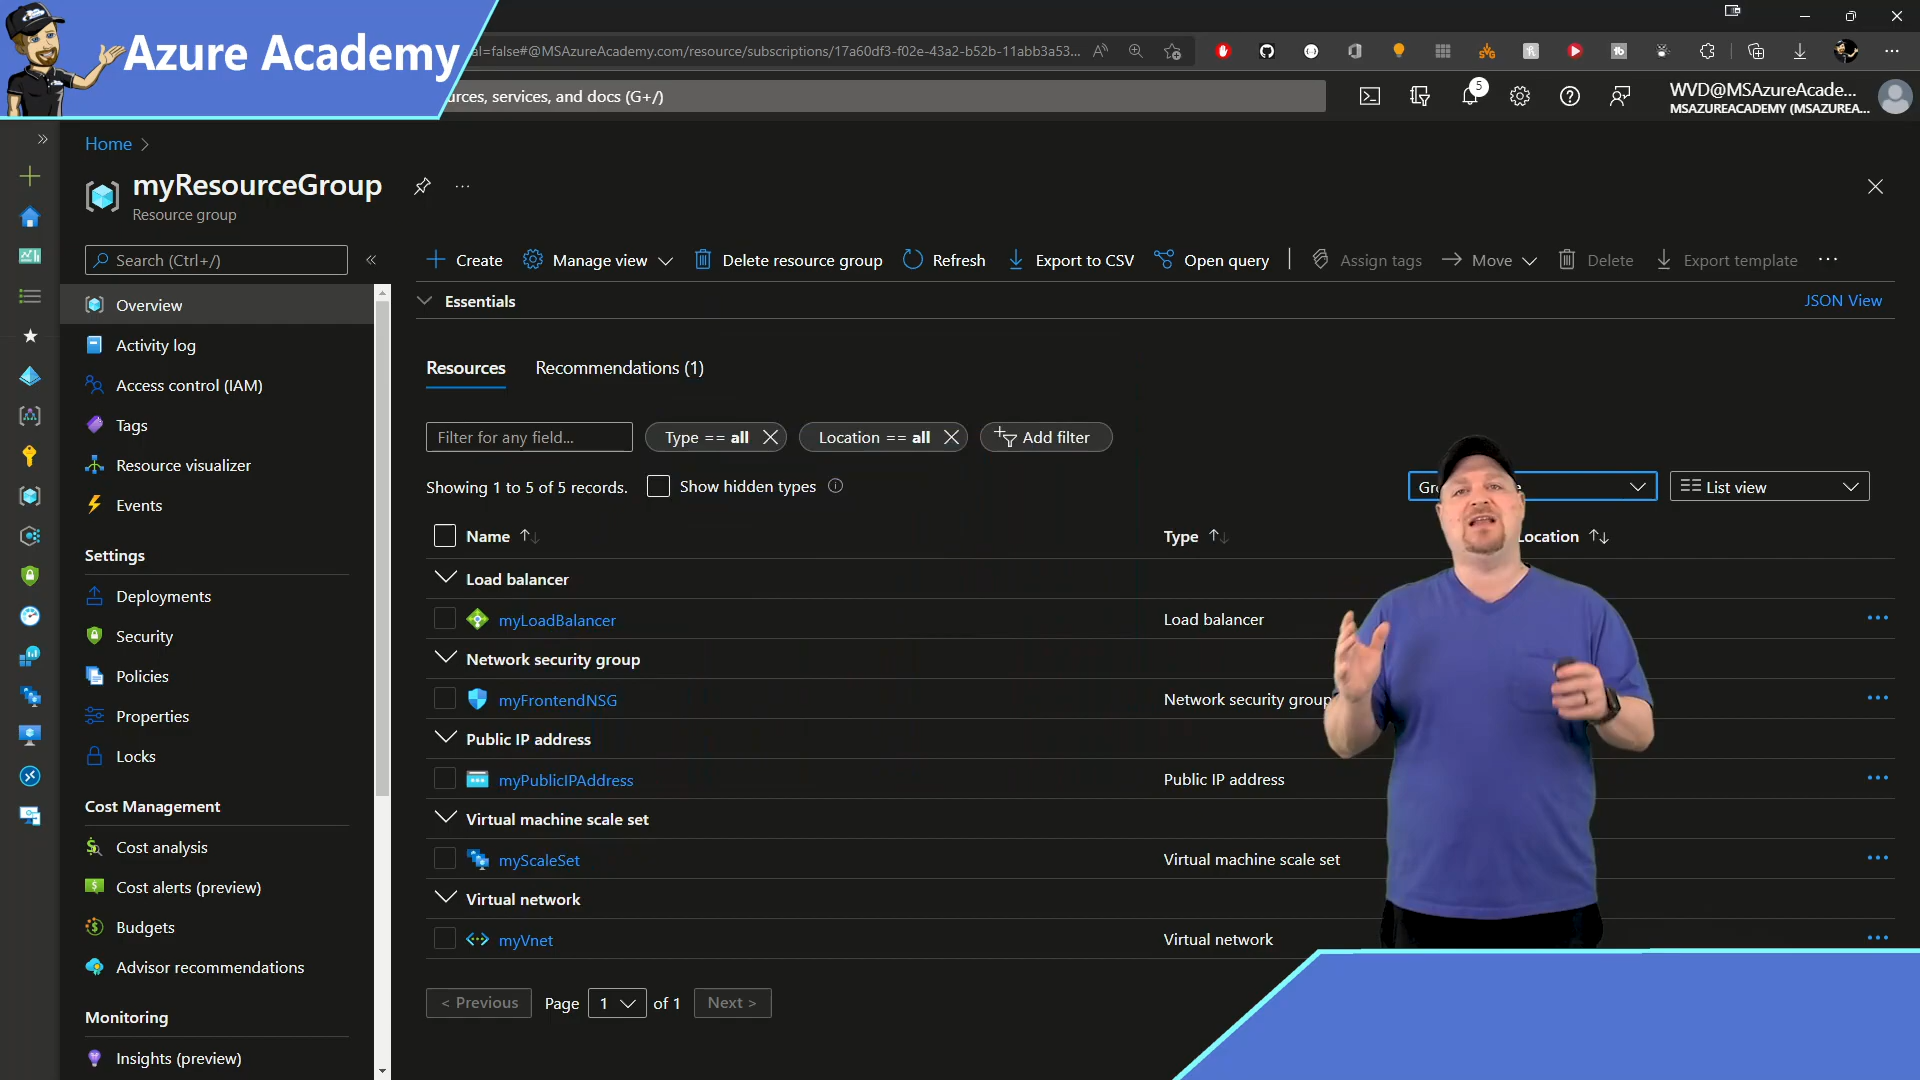 Azure Academy
al=false#@MSAzureAcademy.com/resource/subscriptions/17a60df3-f02e-43a2-b52b-11abb3a53...
urces, services, and docs (G+/)
5
WVD@MSAzureAcade...
MSAZUREACADEMY (MSAZUREA...
Home
myResourceGroup
Resource group
Search (Ctrl+/)
Create
Manage view
Delete resource group
Refresh
Export to CSV
Open query
Assign tags
Move
Delete
Export template
Essentials
JSON View
Overview
Activity log
Access control (IAM)
Tags
Resource visualizer
Events
Settings
Deployments
Security
Policies
Properties
Locks
Cost Management
Cost analysis
Cost alerts (preview)
Budgets
Advisor recommendations
Monitoring
Insights (preview)
Resources
Recommendations (1)
Filter for any field...
Type == all
Location == all
Add filter
Showing 1 to 5 of 5 records.
Show hidden types
List view
Name
Type
Location
Load balancer
myLoadBalancer
Load balancer
Network security group
myFrontendNSG
Network security group
Public IP address
myPublicIPAddress
Public IP address
Virtual machine scale set
myScaleSet
Virtual machine scale set
Virtual network
myVnet
Virtual network
< Previous
Page
1
of 1
Next >